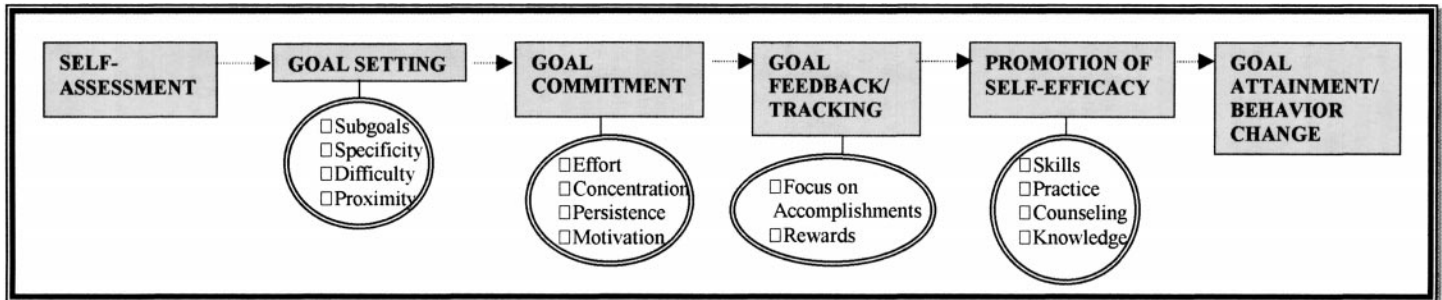 SELF-
ASSESSMENT
GOAL SETTING
□Subgoals
□Specificity
□Difficulty
□Proximity
GOAL
COMMITMENT
□Effort
□Concentration
□Persistence
□Motivation
GOAL
FEEDBACK/
TRACKING
□Focus on
Accomplishments
□Rewards
PROMOTION OF
SELF-EFFICACY
□Skills
□Practice
□Counseling
□Knowledge
GOAL
ATTAINMENT/
BEHAVIOR
CHANGE